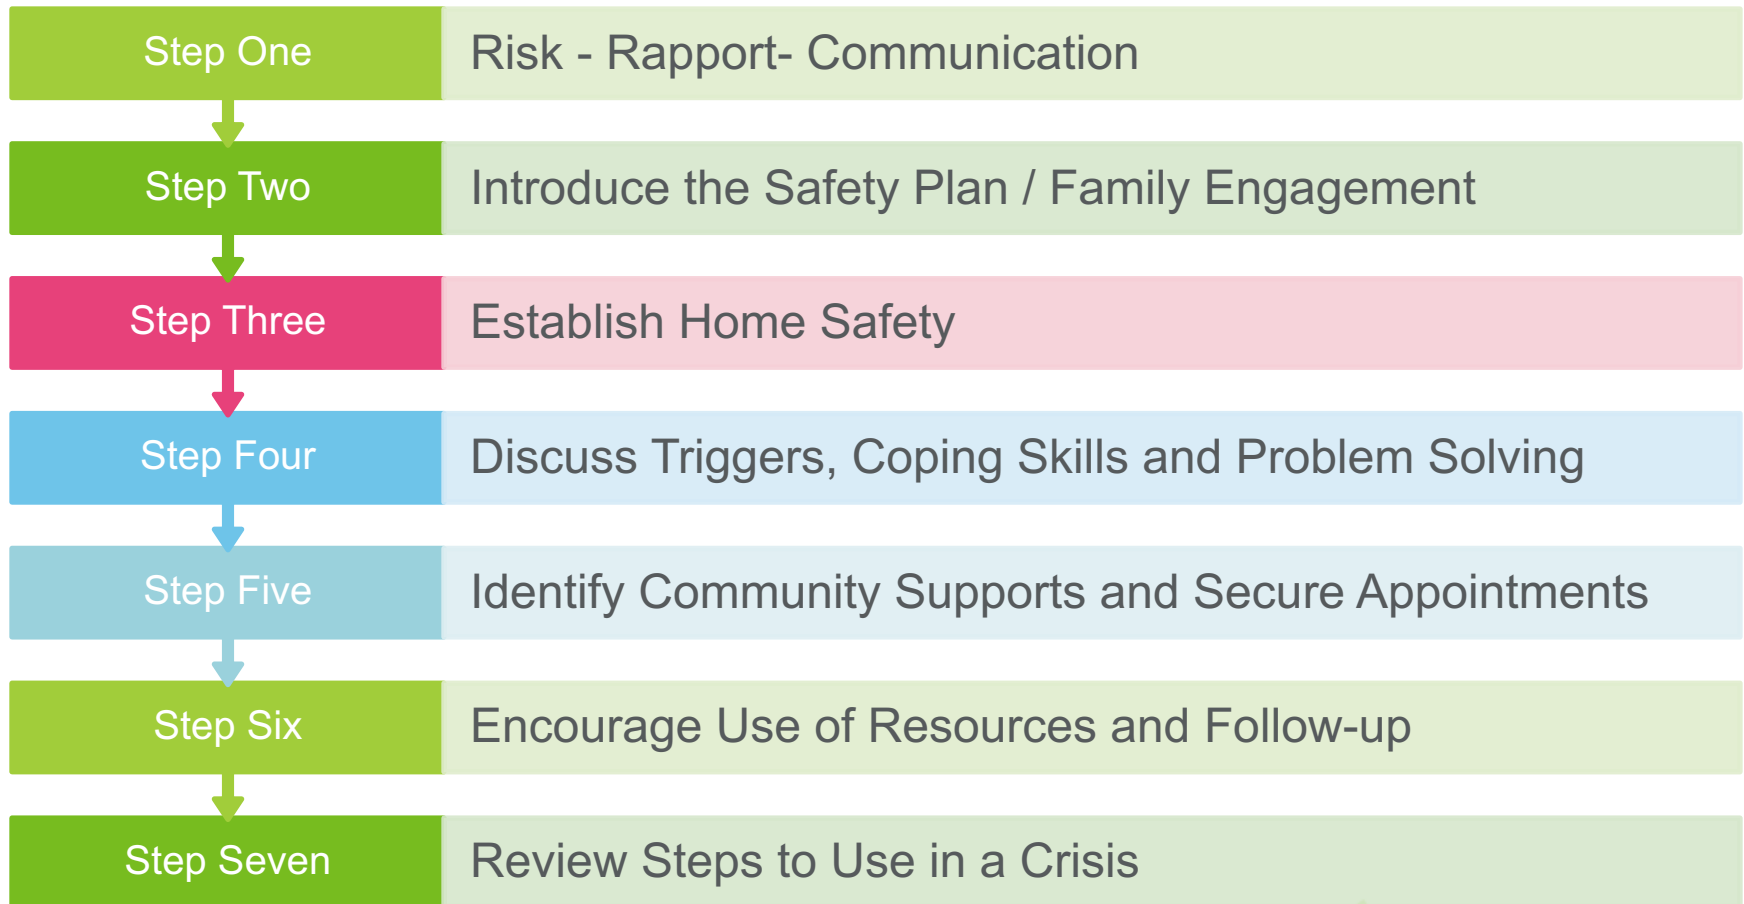 Step One
Risk - Rapport- Communication
Step Two
Introduce the Safety Plan / Family Engagement
Step Three
Establish Home Safety
Step Four
Discuss Triggers, Coping Skills and Problem Solving
Step Five
Identify Community Supports and Secure Appointments
Step Six
Encourage Use of Resources and Follow-up
Step Seven
Review Steps to Use in a Crisis